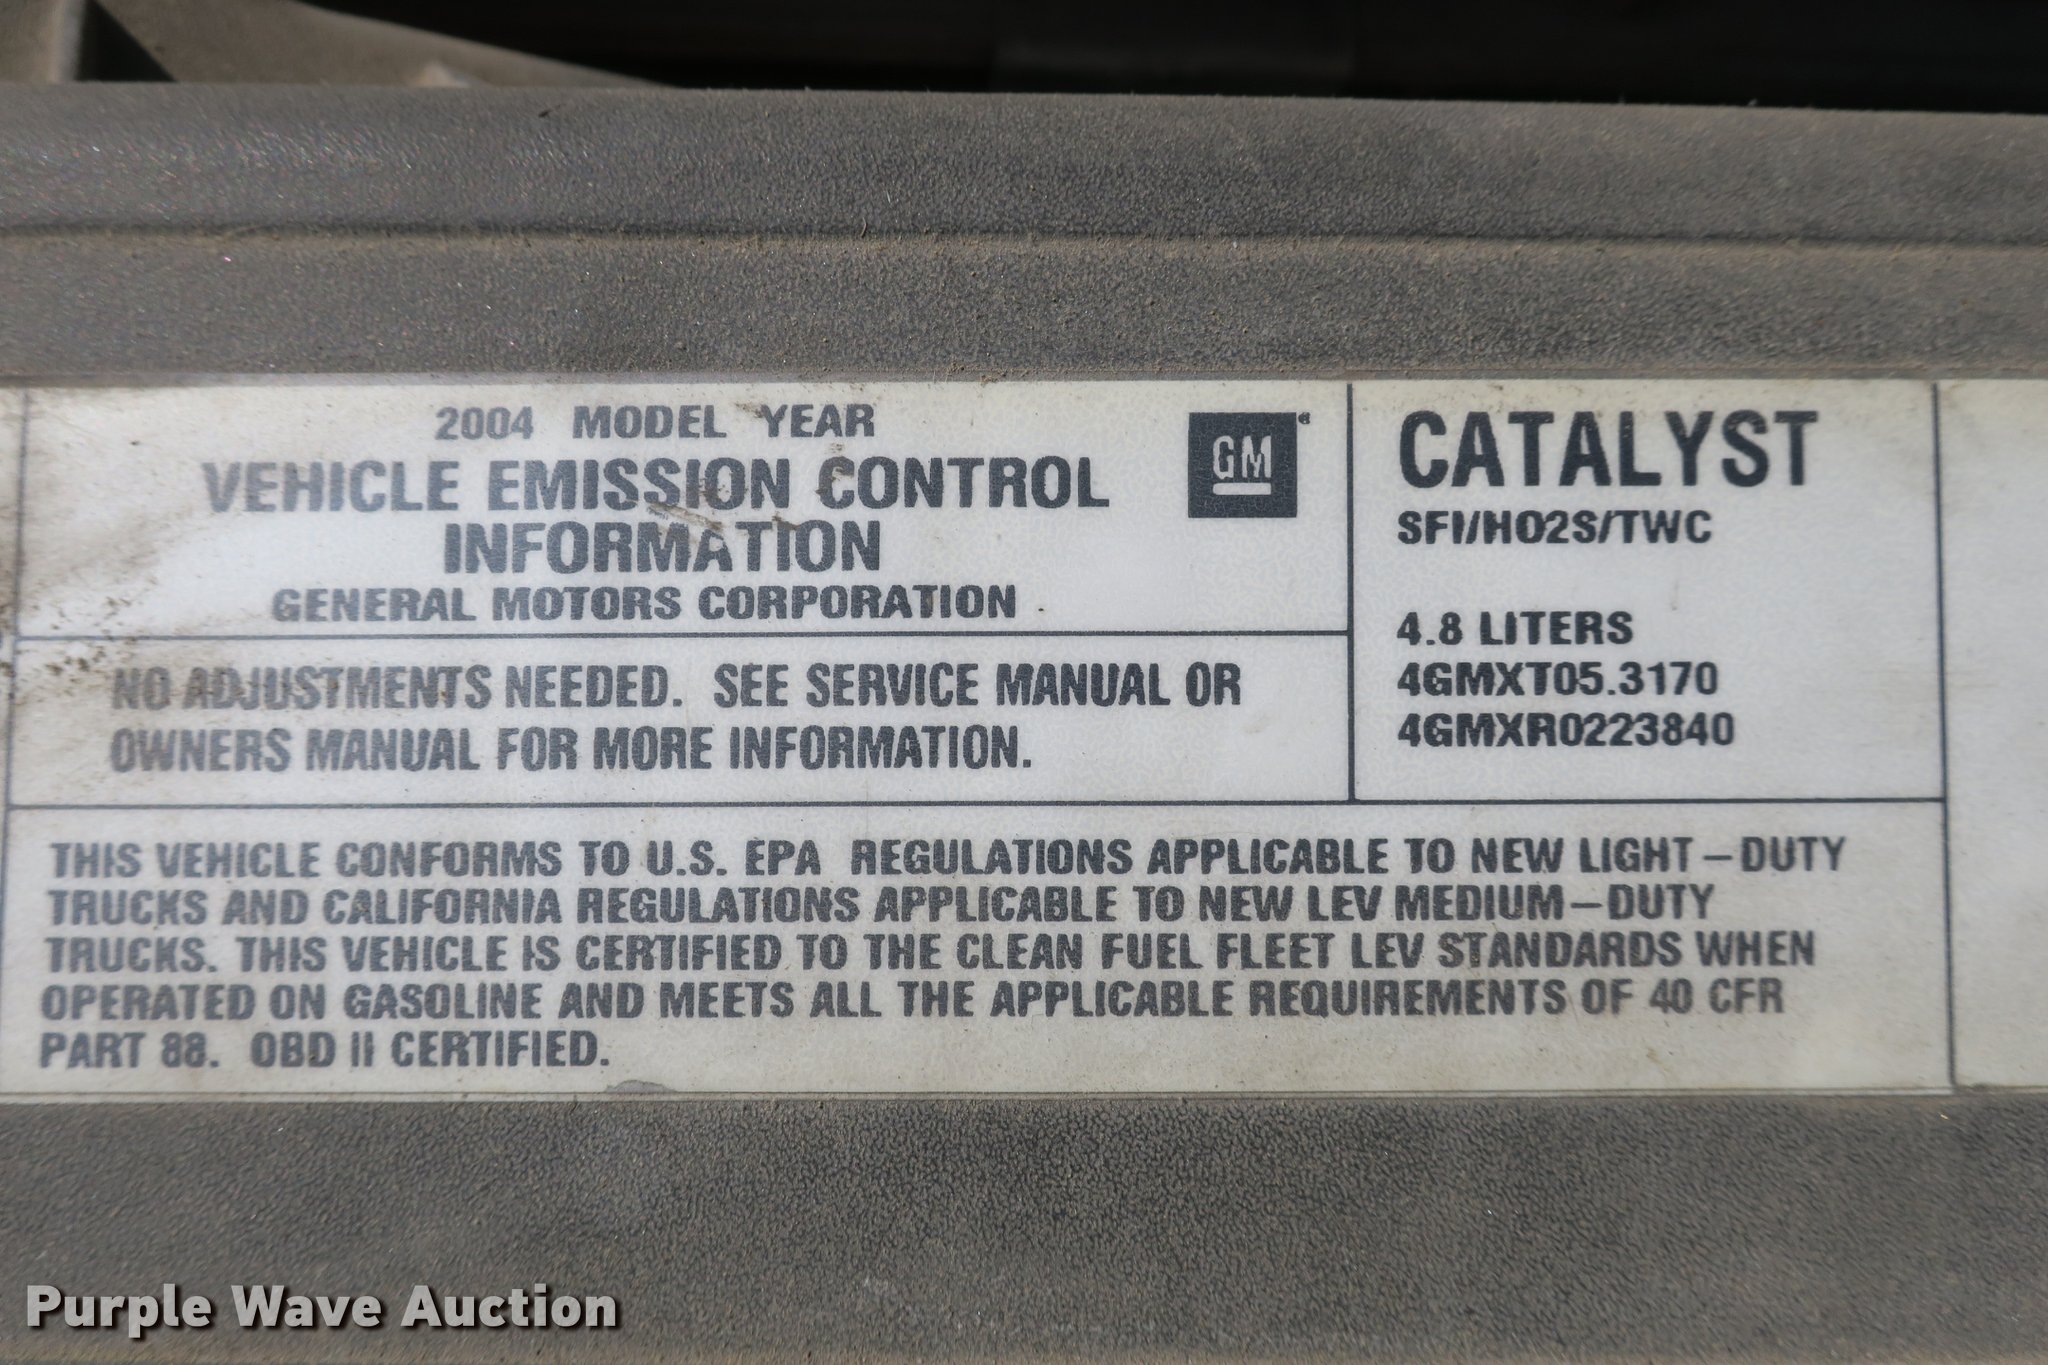 2004 MODEL YEAR
VEHICLE EMISSION CONTROL
INFORMATION
GENERAL MOTORS CORPORATION
GM
NO ADJUSTMENTS NEEDED. SEE SERVICE MANUAL OR
OWNERS MANUAL FOR MORE INFORMATION.
CATALYST
SFI/HO2S/TWC
4.8 LITERS
4GMXT05.3170
4GMXR0223840
THIS VEHICLE CONFORMS TO U.S. EPA REGULATIONS APPLICABLE TO NEW LIGHT-DUTY
TRUCKS AND CALIFORNIA REGULATIONS APPLICABLE TO NEW LEV MEDIUM-DUTY
TRUCKS. THIS VEHICLE IS CERTIFIED TO THE CLEAN FUEL FLEET LEV STANDARDS WHEN
OPERATED ON GASOLINE AND MEETS ALL THE APPLICABLE REQUIREMENTS OF 40 CFR
PART 88. OBD II CERTIFIED.
Purple Wave Auction